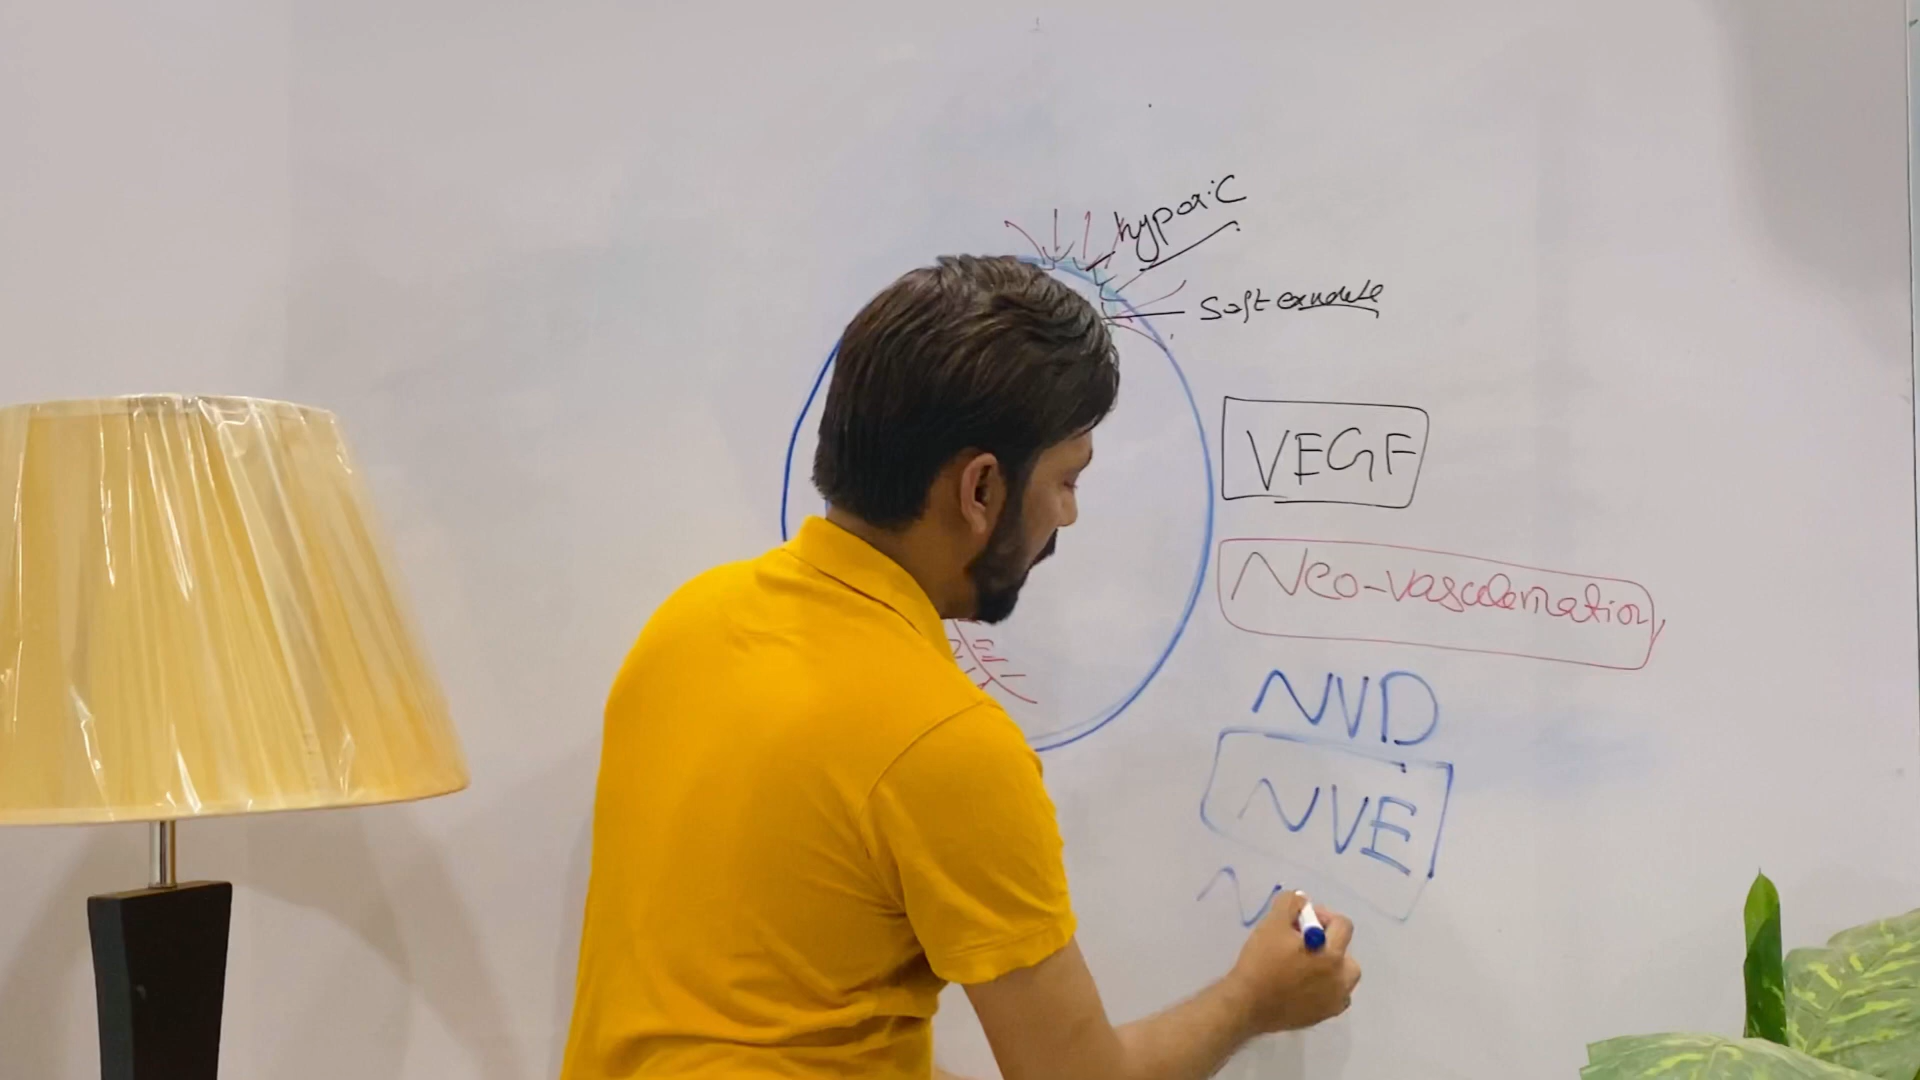 hypoxic
Soft exudate
VEGF
Neo-vascularization
NVD
NVE
N